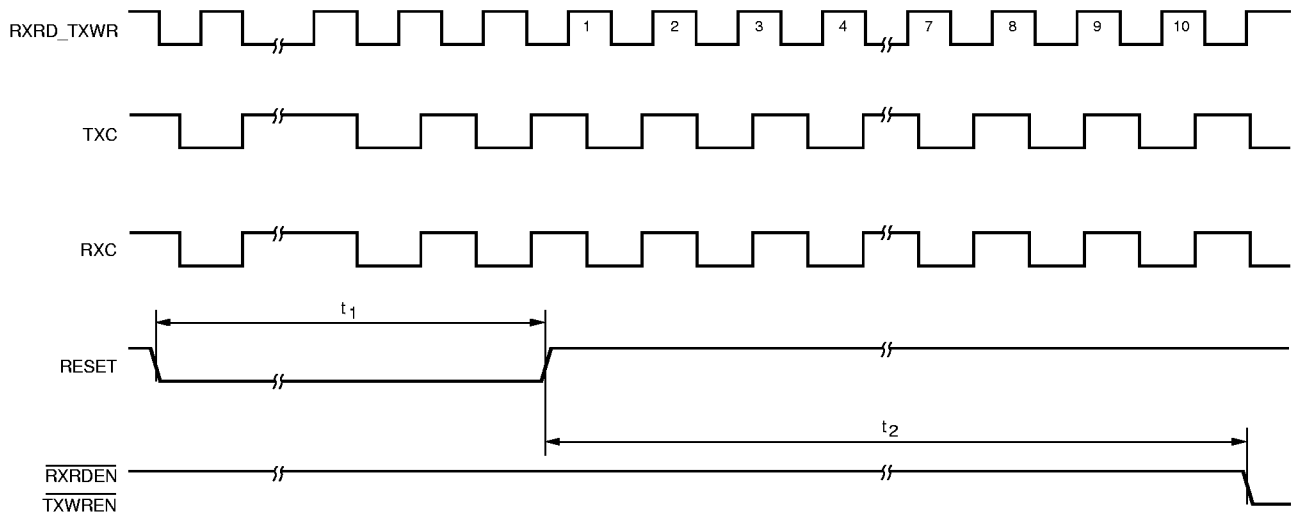 RXRD_TXWR 1 2 3 4 7 8 9 10
TXC
RXC
t1
RESET
t2
RXRDEN
TXWREN